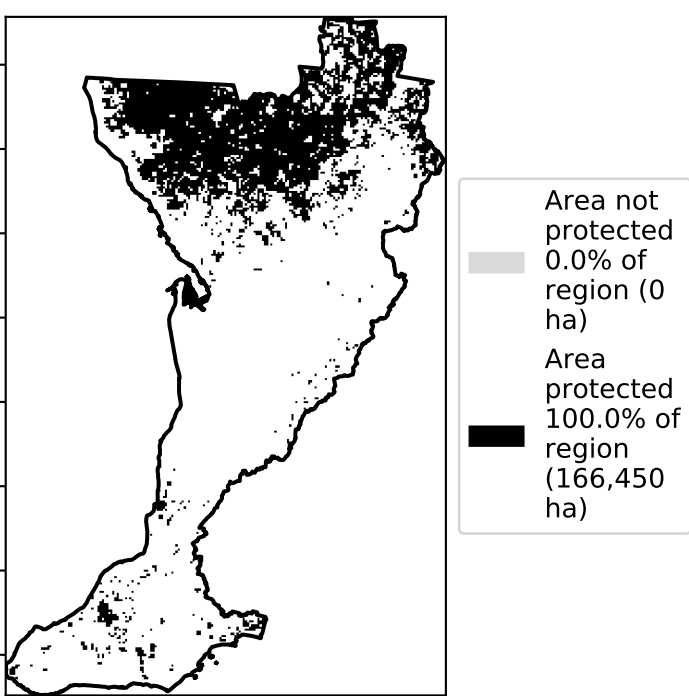 Area not
protected
0.0% of
region (0
ha)
Area
protected
100.0% of
region
(166,450
ha)